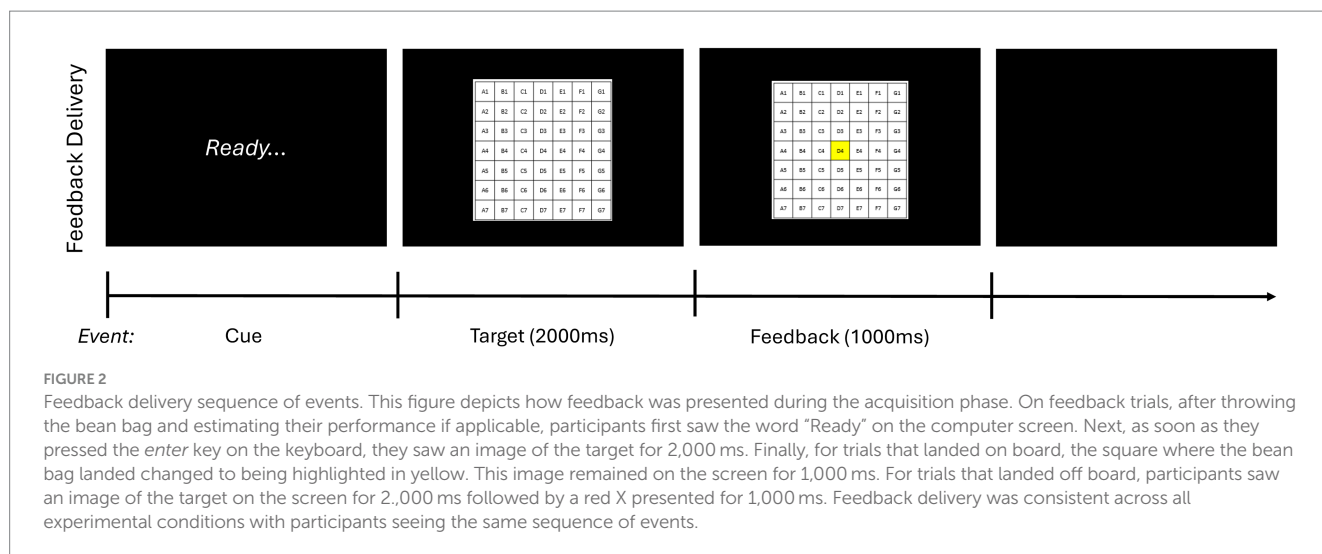 Feedback Delivery
Ready...
A1 B1 C1 D1 E1 F1 G1
A2 B2 C2 D2 E2 F2 G2
A3 B3 C3 D3 E3 F3 G3
A4 B4 C4 D4 E4 F4 G4
A5 B5 C5 D5 E5 F5 G5
A6 B6 C6 D6 E6 F6 G6
A7 B7 C7 D7 E7 F7 G7
A1 B1 C1 D1 E1 F1 G1
A2 B2 C2 D2 E2 F2 G2
A3 B3 C3 D3 E3 F3 G3
A4 B4 C4 D4 E4 F4 G4
A5 B5 C5 D5 E5 F5 G5
A6 B6 C6 D6 E6 F6 G6
A7 B7 C7 D7 E7 F7 G7
Event: Cue Target (2000ms) Feedback (1000ms)
FIGURE 2
Feedback delivery sequence of events. This figure depicts how feedback was presented during the acquisition phase. On feedback trials, after throwing
the bean bag and estimating their performance if applicable, participants first saw the word "Ready" on the computer screen. Next, as soon as they
pressed the enter key on the keyboard, they saw an image of the target for 2,000 ms. Finally, for trials that landed on board, the square where the bean
bag landed changed to being highlighted in yellow. This image remained on the screen for 1,000 ms. For trials that landed off board, participants saw
an image of the target on the screen for 2.,000 ms followed by a red X presented for 1,000 ms. Feedback delivery was consistent across all
experimental conditions with participants seeing the same sequence of events.